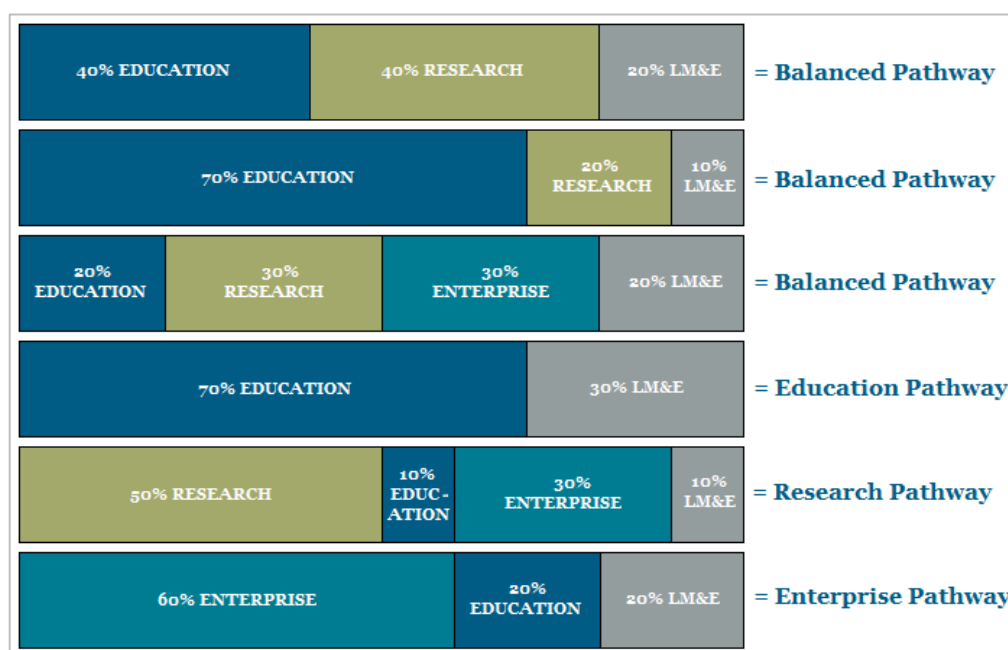 40% EDUCATION 40% RESEARCH 20% LM&E = Balanced Pathway
70% EDUCATION 20% RESEARCH 10% LM&E = Balanced Pathway
20% EDUCATION 30% RESEARCH 30% ENTERPRISE 20% LM&E = Balanced Pathway
70% EDUCATION 30% LM&E = Education Pathway
50% RESEARCH 10% EDUC-ATION 30% ENTERPRISE 10% LM&E = Research Pathway
60% ENTERPRISE 20% EDUCATION 20% LM&E = Enterprise Pathway